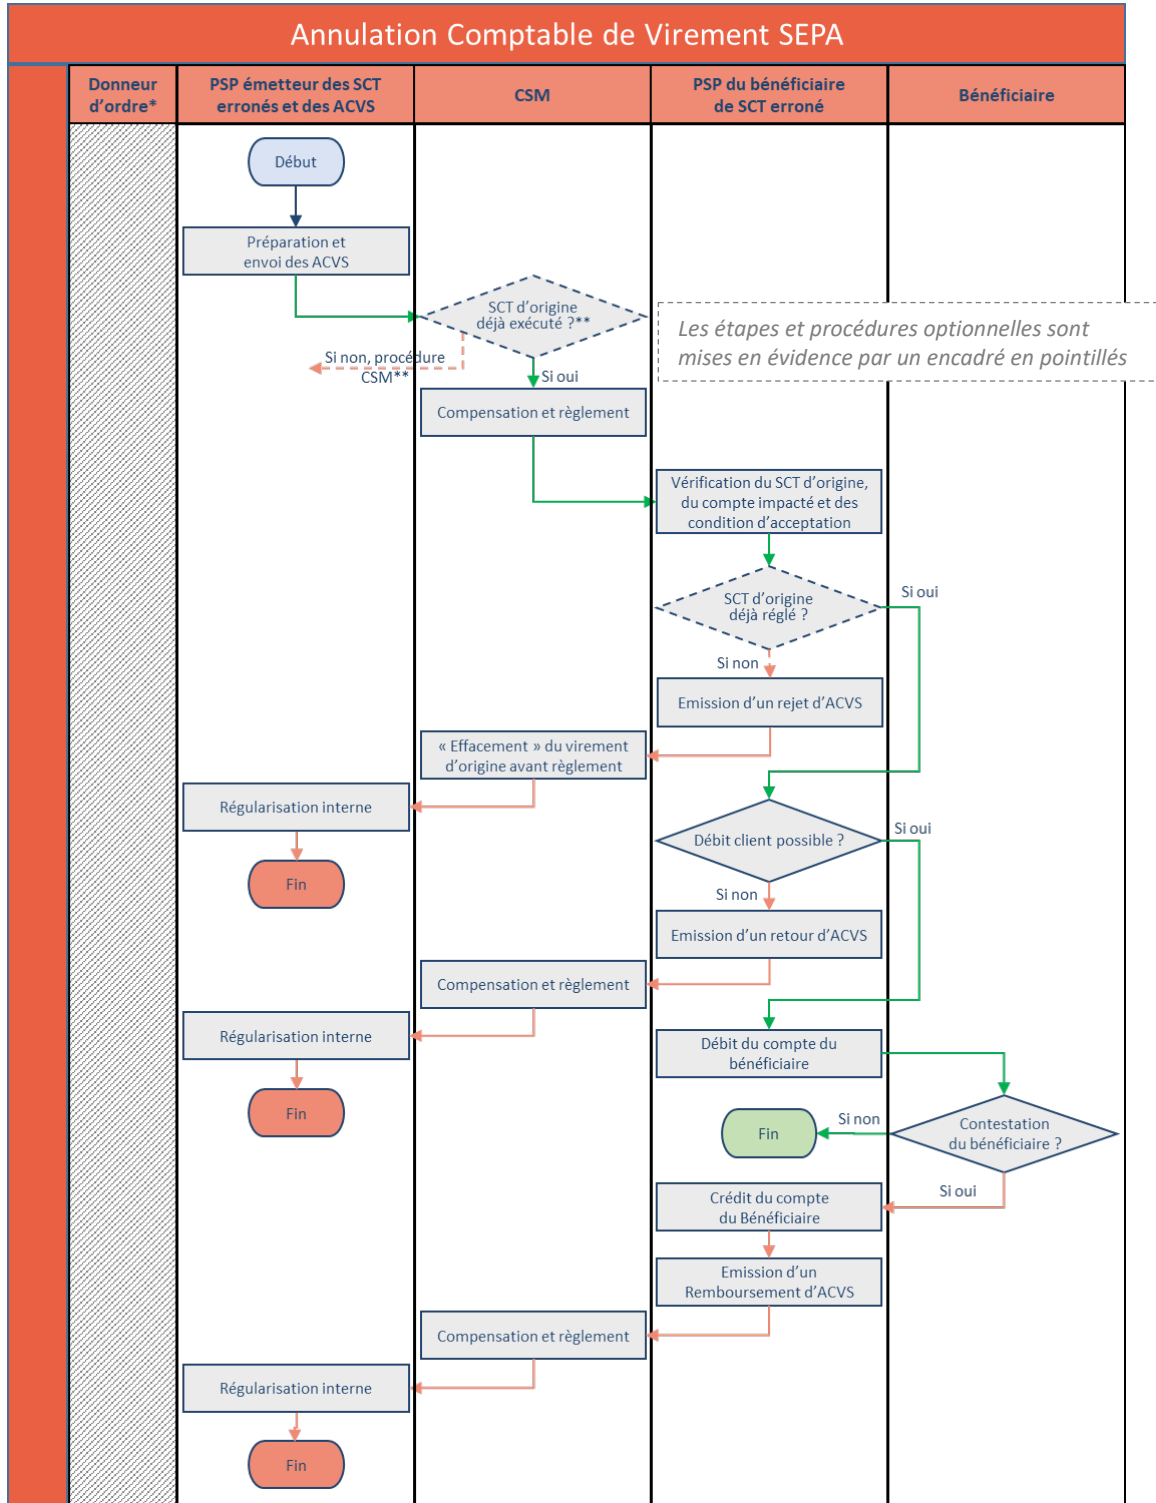 Annulation Comptable de Virement SEPA
Donneur
d'ordre*
PSP émetteur des SCT
erronés et des ACVS
CSM
PSP du bénéficiaire
de SCT erroné
Bénéficiaire
Début
Préparation et
envoi des ACVS
SCT d'origine
déjà exécuté ?**
Les étapes et procédures optionnelles sont
mises en évidence par un encadré en pointillés
Si non, procédure
CSM**
Si oui
Compensation et règlement
Vérification du SCT d'origine,
du compte impacté et des
condition d'acceptation
SCT d'origine
déjà réglé ?
Si oui
Si non
Emission d'un rejet d'ACVS
« Effacement » du virement
d'origine avant règlement
Régularisation interne
Fin
Débit client possible ?
Si oui
Si non
Emission d'un retour d'ACVS
Compensation et règlement
Régularisation interne
Fin
Débit du compte du
bénéficiaire
Contestation
du bénéficiaire ?
Si non
Fin
Si oui
Crédit du compte
du Bénéficiaire
Emission d'un
Remboursement d'ACVS
Compensation et règlement
Régularisation interne
Fin